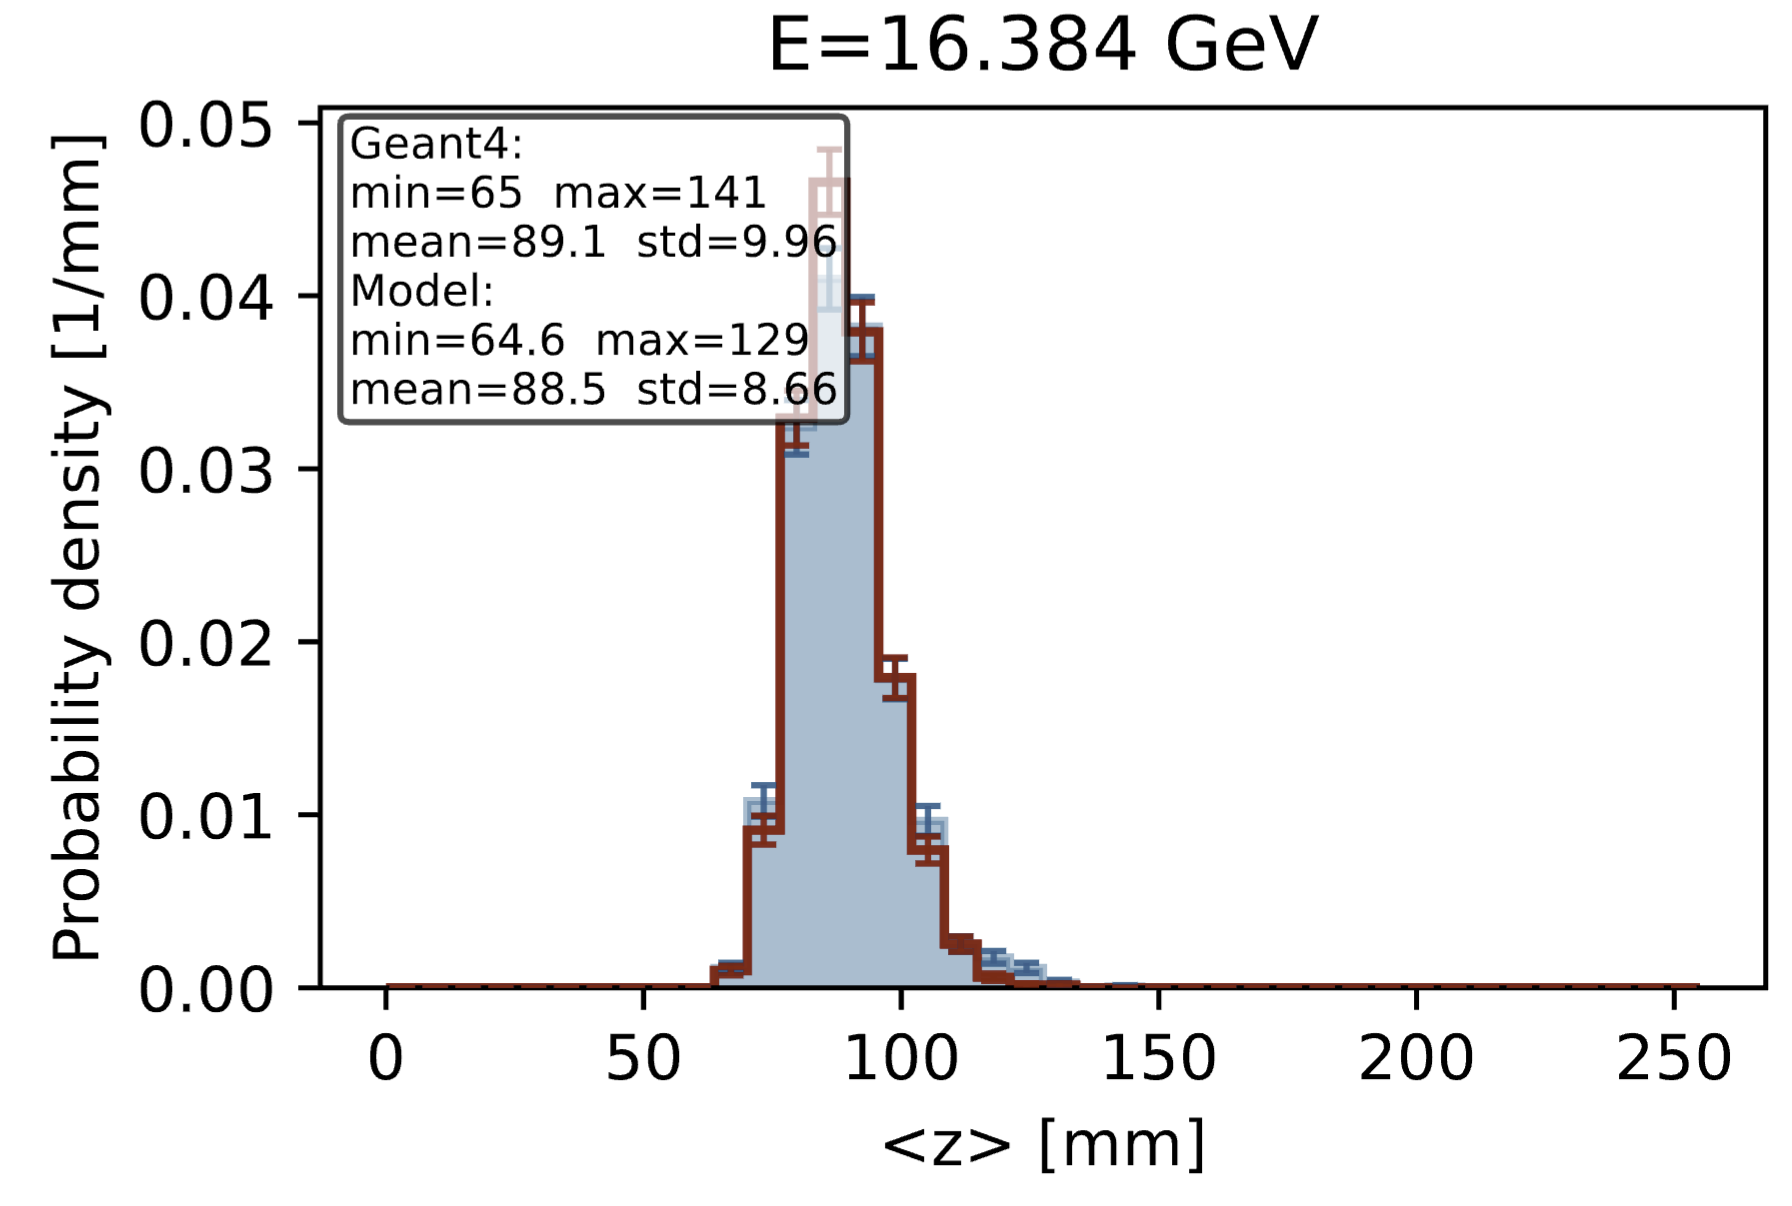 E=16.384 GeV
Probability density [1/mm]
0.05
0.04
0.03
0.02
0.01
0.00
Geant4:
min=65  max=141
mean=89.1  std=9.96
Model:
min=64.6  max=129
mean=88.5  std=8.66
0 50 100 150 200 250
<z> [mm]